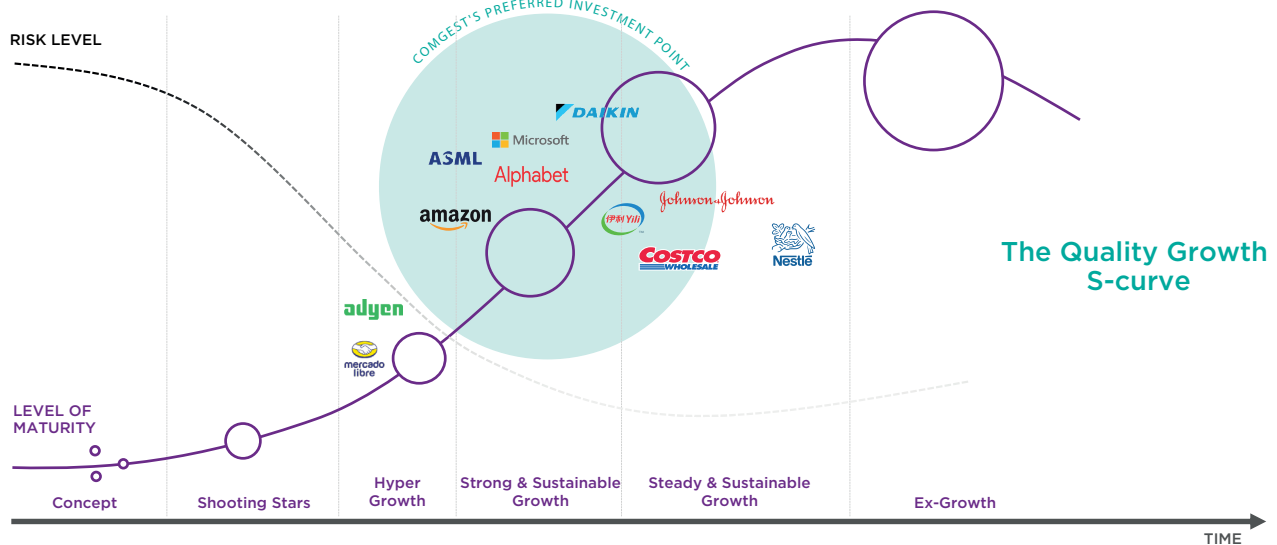 COMGEST'S PREFERRED INVESTMENT POINT
RISK LEVEL
DAIKIN
Microsoft
ASML
Alphabet
amazon
Johnson & Johnson
伊利 Yili
COSTCO
WHOLESALE
Nestlé
The Quality Growth
S-curve
adyen
mercado
libre
LEVEL OF
MATURITY
Concept
Shooting Stars
Hyper
Growth
Strong & Sustainable
Growth
Steady & Sustainable
Growth
Ex-Growth
TIME